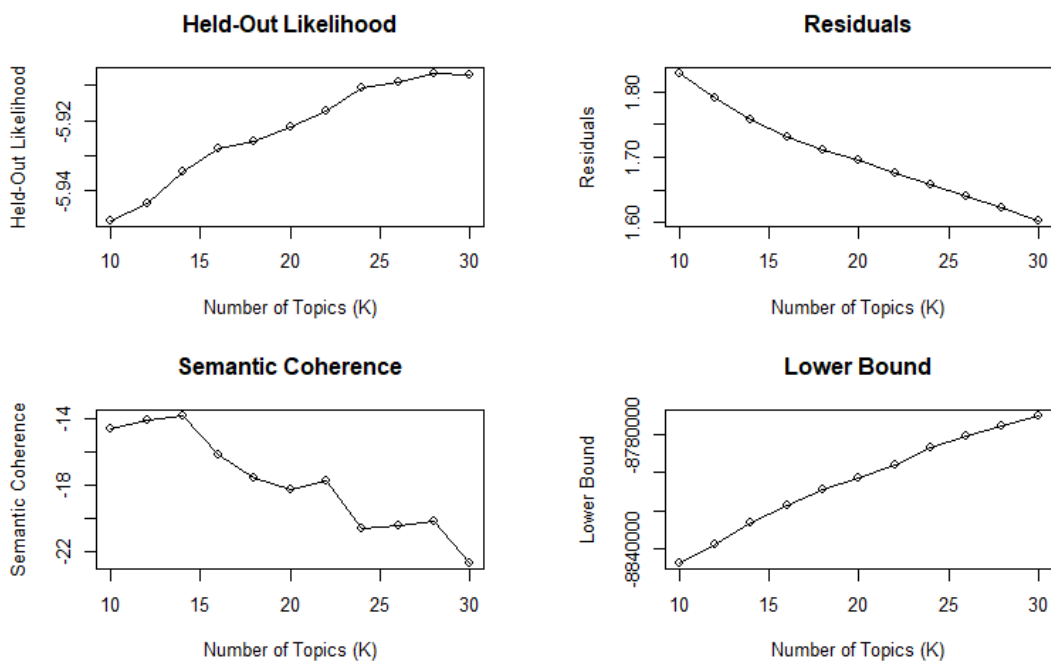 Held-Out Likelihood
Held-Out Likelihood
-5.94
-5.92
10
15
20
25
30
Number of Topics (K)
Residuals
Residuals
1.60
1.70
1.80
10
15
20
25
30
Number of Topics (K)
Semantic Coherence
Semantic Coherence
-22
-18
-14
10
15
20
25
30
Number of Topics (K)
Lower Bound
Lower Bound
-8840000
-8780000
10
15
20
25
30
Number of Topics (K)